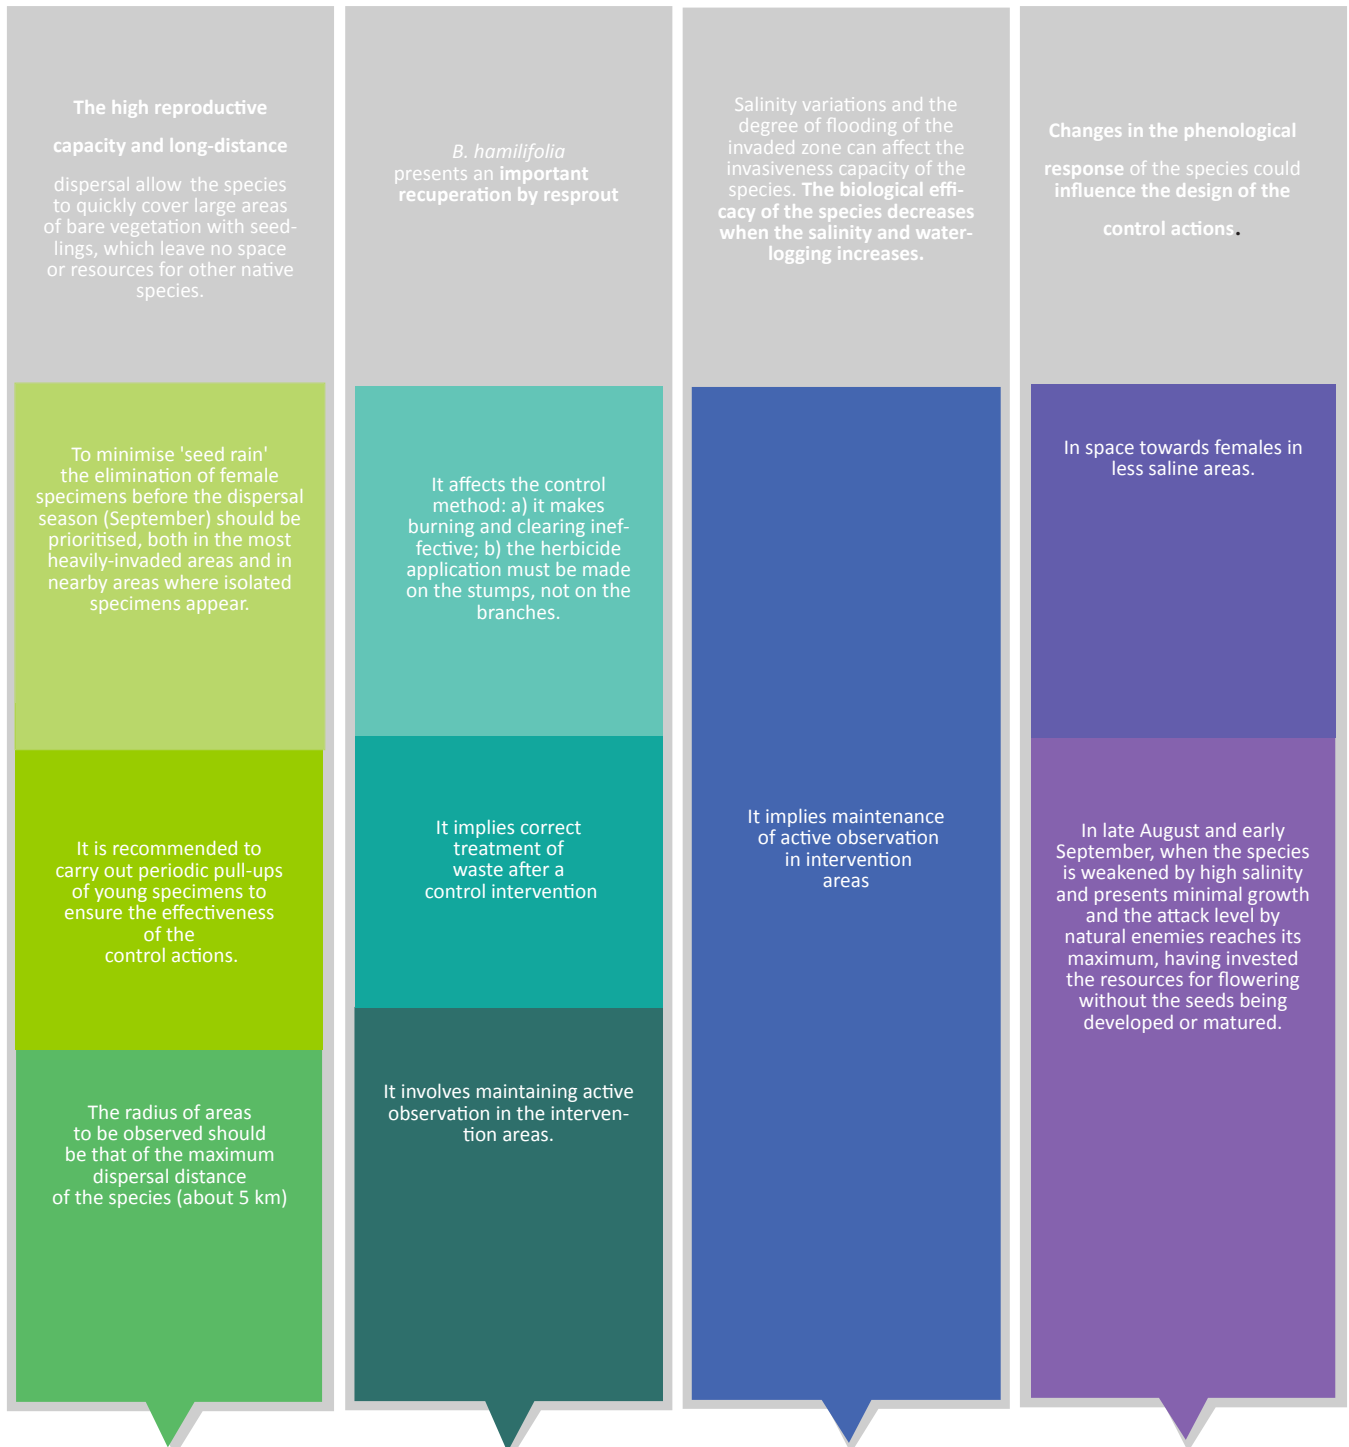 The high reproductive
capacity and long-distance
dispersal allow the species
to quickly cover large areas
of bare vegetation with seed-
lings, which leave no space
or resources for other native
species.
To minimise 'seed rain'
the elimination of female
specimens before the dispersal
season (September) should be
prioritised, both in the most
heavily-invaded areas and in
nearby areas where isolated
specimens appear.
It is recommended to
carry out periodic pull-ups
of young specimens to
ensure the effectiveness
of the
control actions.
The radius of areas
to be observed should
be that of the maximum
dispersal distance
of the species (about 5 km)
B. hamilifolia
presents an important
recuperation by resprout
It affects the control
method: a) it makes
burning and clearing inef-
fective; b) the herbicide
application must be made
on the stumps, not on the
branches.
It implies correct
treatment of
waste after a
control intervention
It involves maintaining active
observation in the interven-
tion areas.
Salinity variations and the
degree of flooding of the
invaded zone can affect the
invasiveness capacity of the
species. The biological effi-
cacy of the species decreases
when the salinity and water-
logging increases.
It implies maintenance
of active observation
in intervention
areas
Changes in the phenological
response of the species could
influence the design of the
control actions.
In space towards females in
less saline areas.
In late August and early
September, when the species
is weakened by high salinity
and presents minimal growth
and the attack level by
natural enemies reaches its
maximum, having invested
the resources for flowering
without the seeds being
developed or matured.